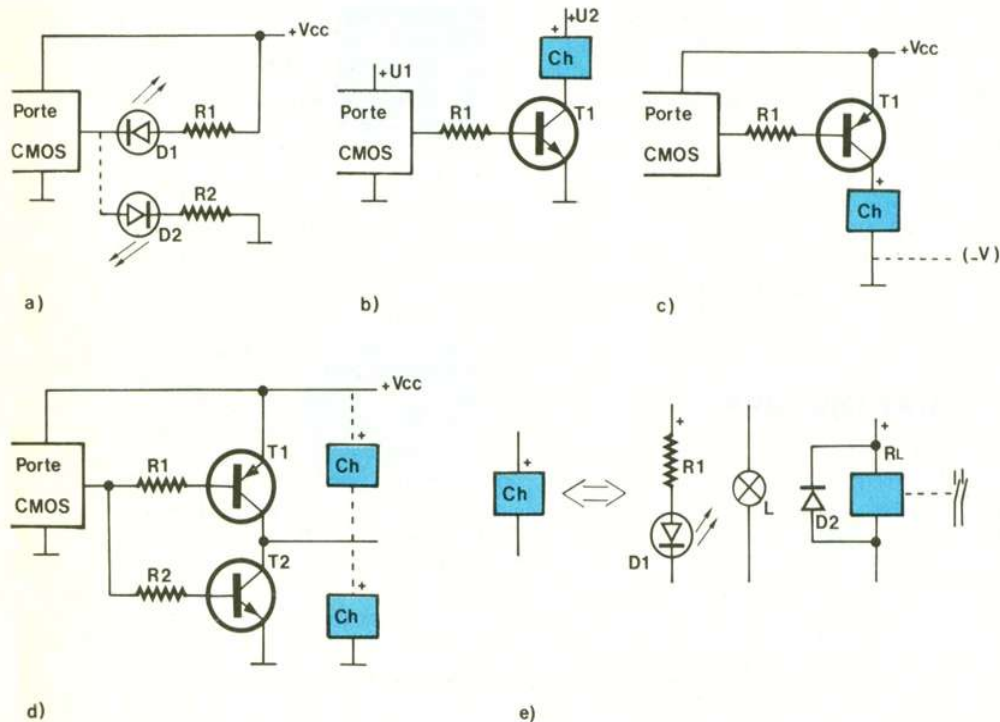 +Vcc
Porte
CMOS
D1
R1
D2
R2
a)
+U1
Porte
CMOS
R1
+U2
+
Ch
T1
b)
+Vcc
Porte
CMOS
R1
T1
+
Ch
(-V)
c)
+Vcc
Porte
CMOS
R1
T1
R2
T2
+
Ch
+
Ch
d)
+
Ch
+
R1
D1
L
+
RL
D2
e)